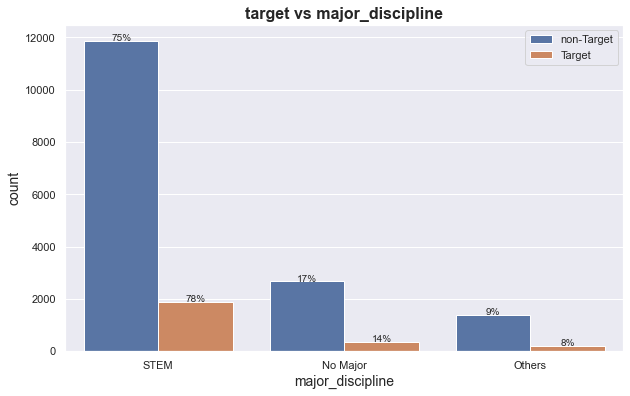 target vs major_discipline
non-Target
Target
75%
78%
17%
14%
9%
8%
12000
10000
8000
6000
4000
2000
0
count
STEM
No Major
Others
major_discipline